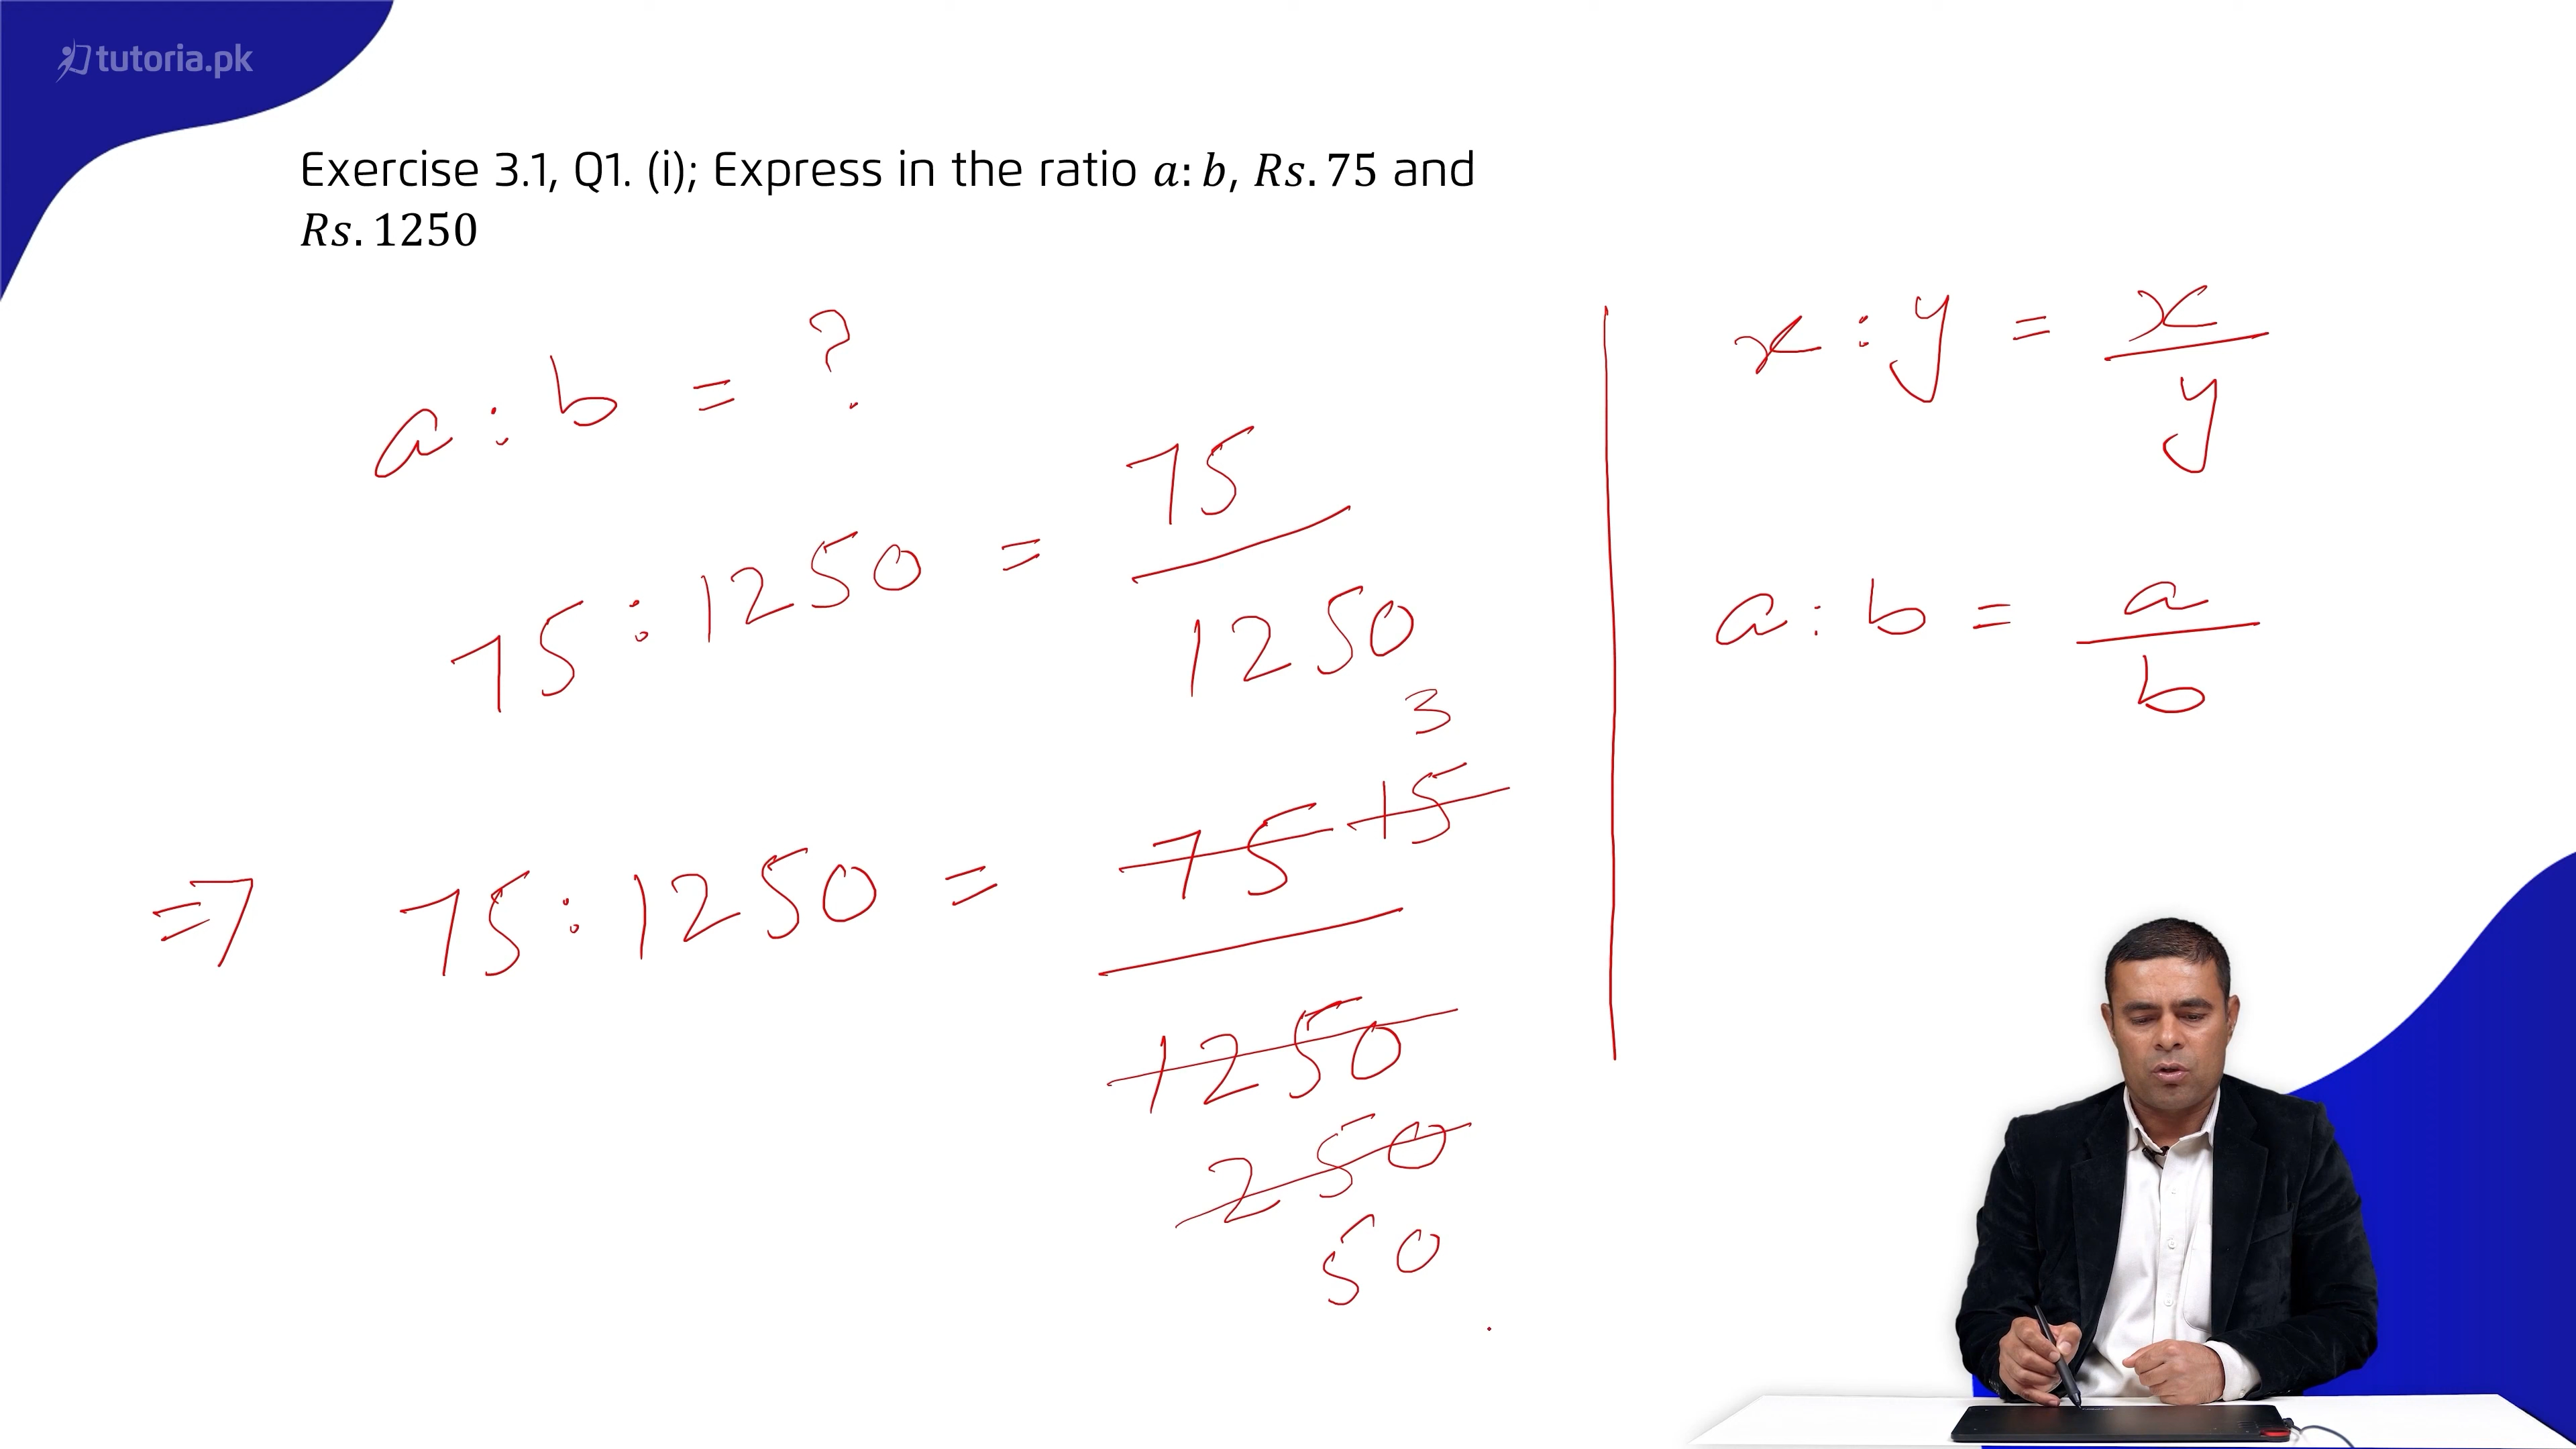 tutoria.pk
Exercise 3.1, Q1. (i); Express in the ratio a: b, Rs. 75 and
Rs. 1250
a : b = ?
75 : 1250 = 75
1250
⇒ 75 : 1250 = 75 15 3
1250
250
50
x : y = x
y
a : b = a
b